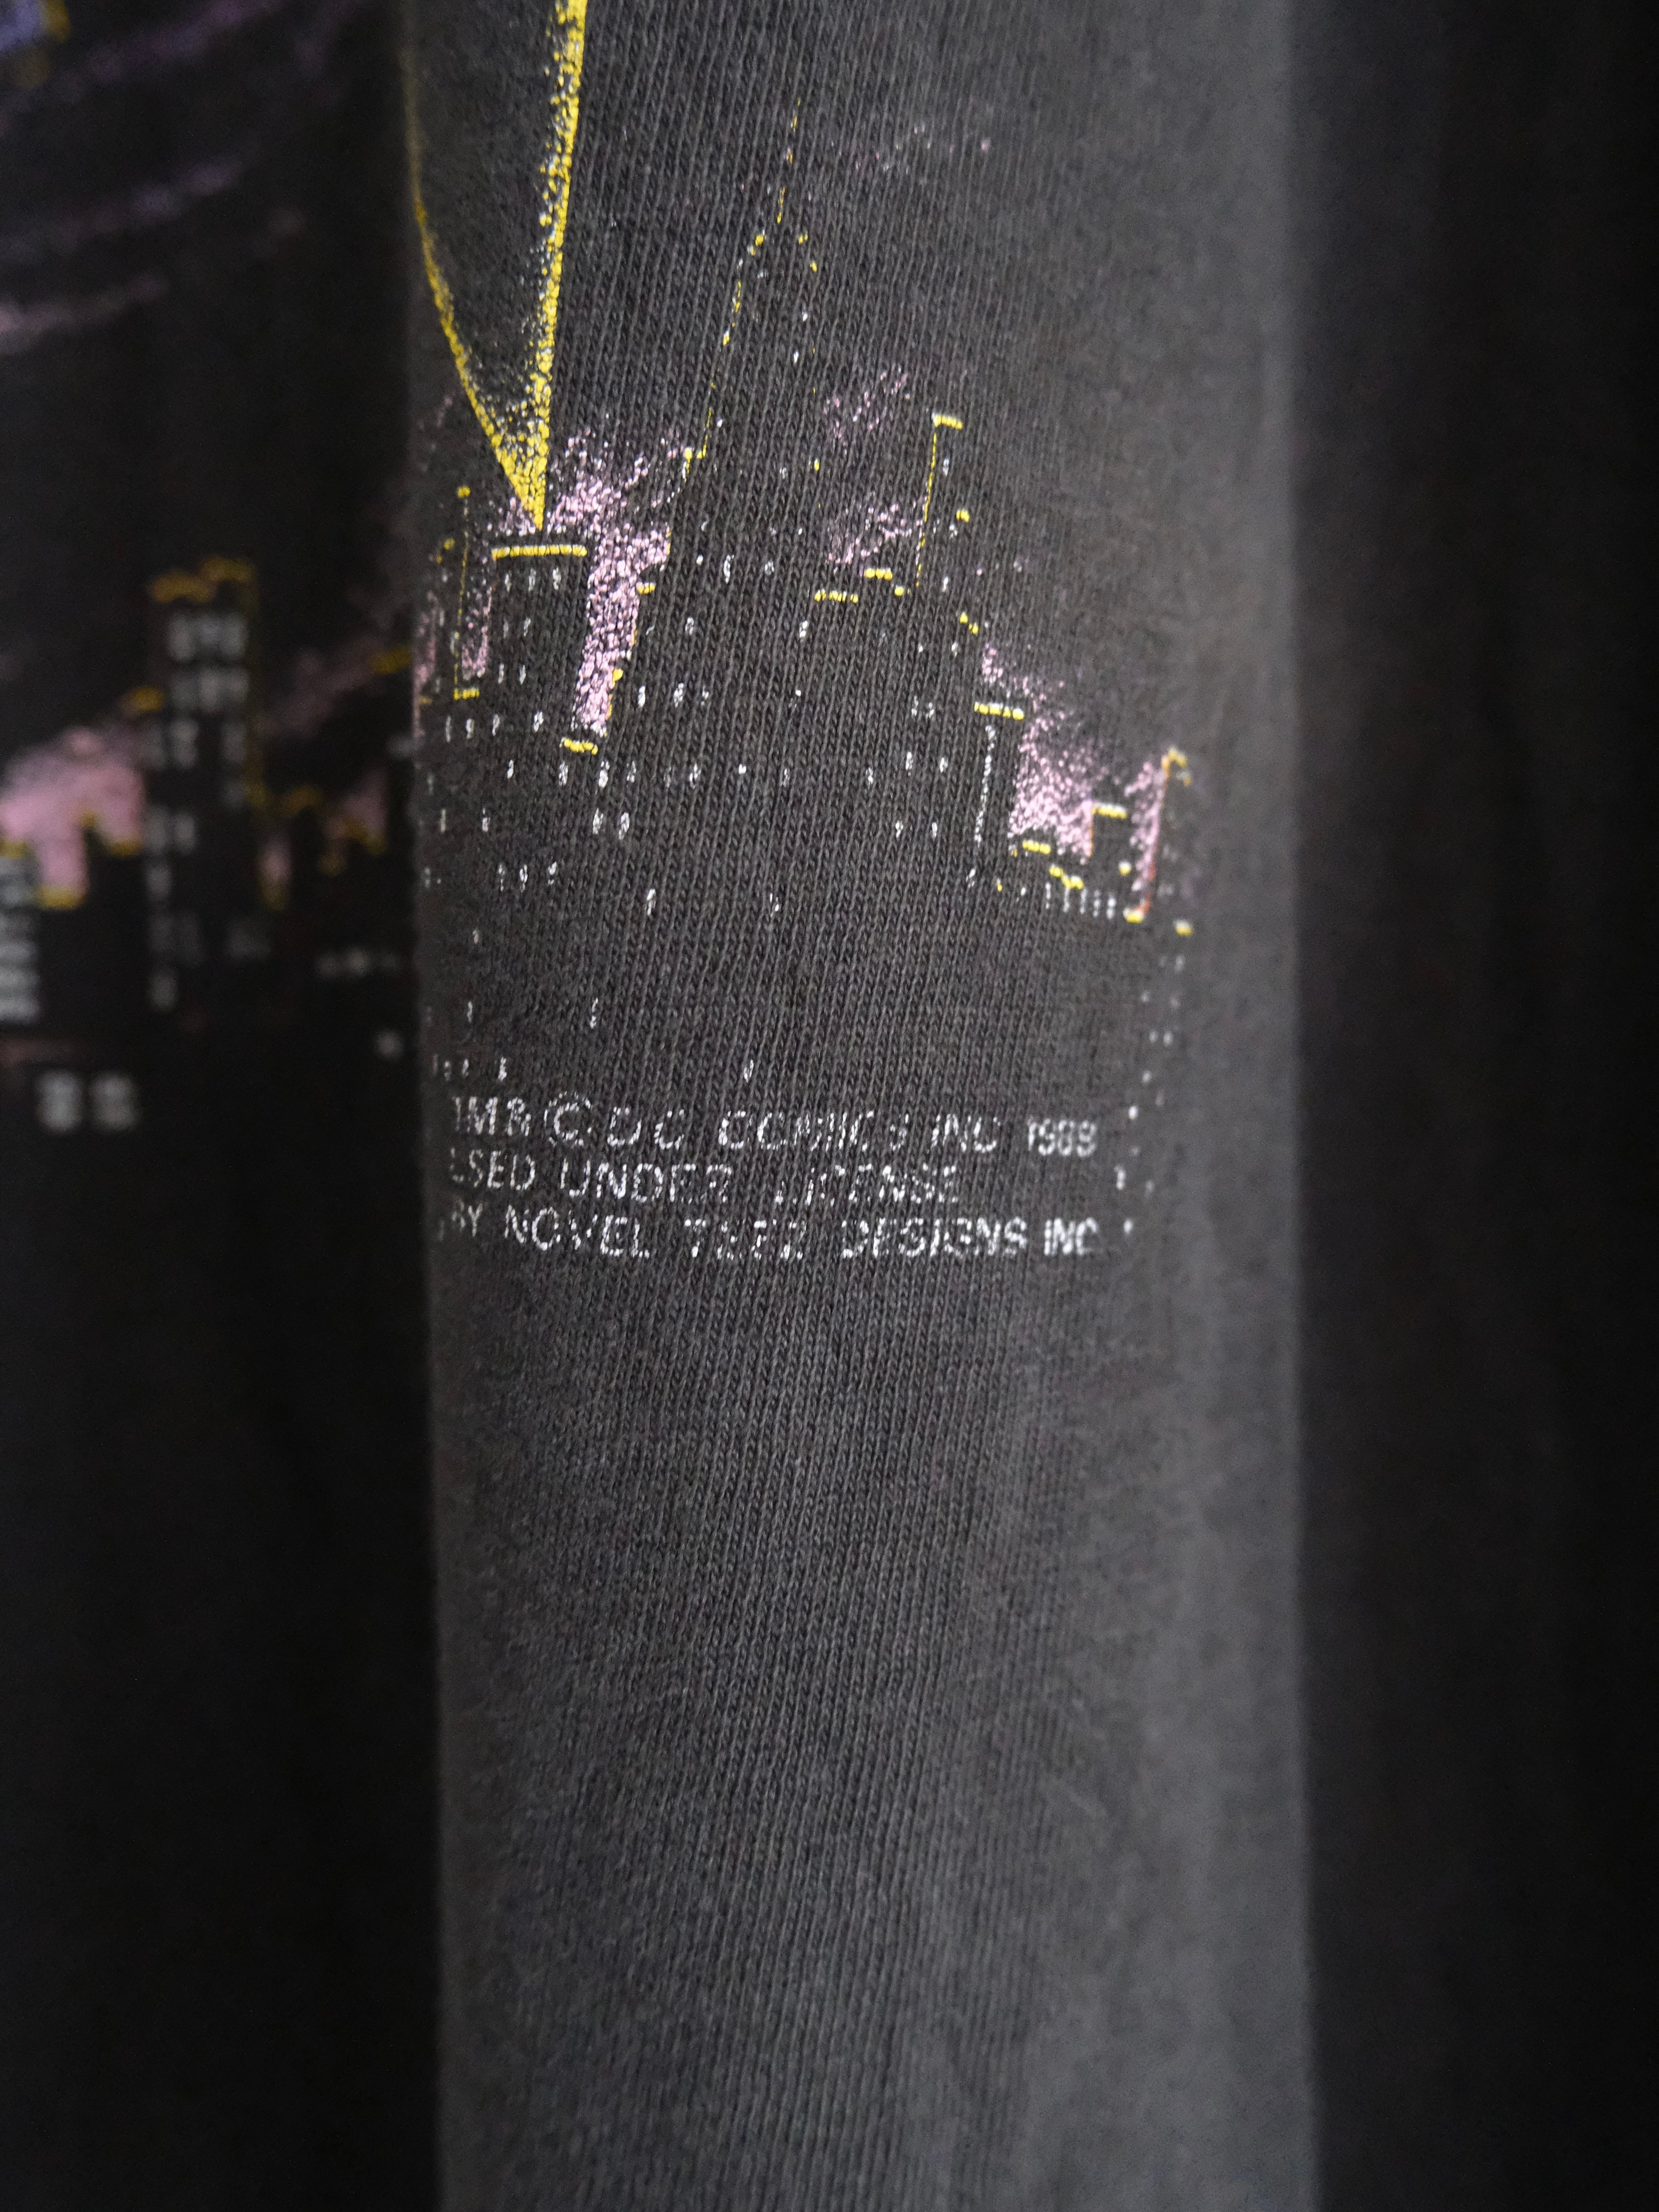 TM & © DC COMICS INC 1989
USED UNDER LICENSE
BY NOVEL TEEZ DESIGNS INC.